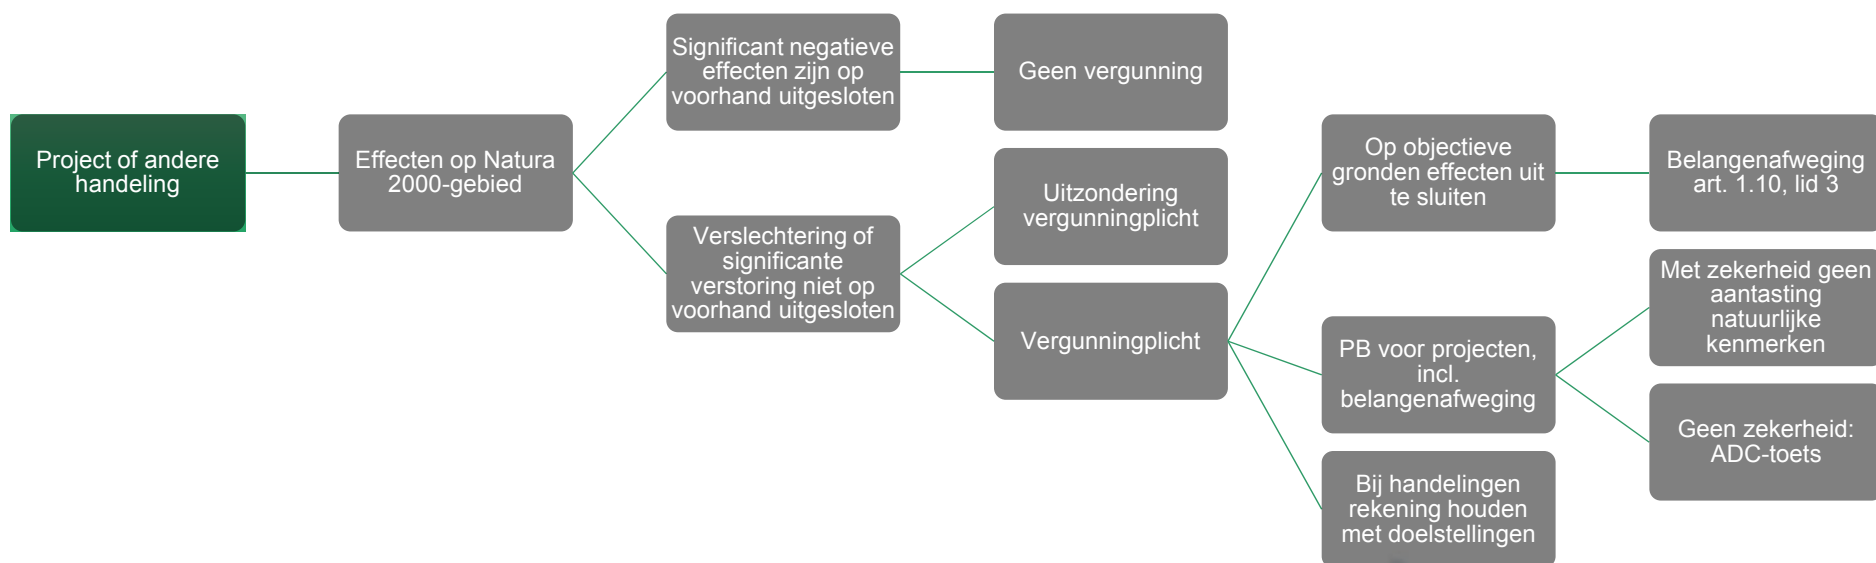 Project of andere
handeling
Effecten op Natura
2000-gebied
Significant negatieve
effecten zijn op
voorhand uitgesloten
Geen vergunning
Verslechtering of
significante
verstoring niet op
voorhand uitgesloten
Uitzondering
vergunningplicht
Vergunningplicht
Op objectieve
gronden effecten uit
te sluiten
Belangenafweging
art. 1.10, lid 3
PB voor projecten,
incl.
belangenafweging
Met zekerheid geen
aantasting
natuurlijke
kenmerken
Geen zekerheid:
ADC-toets
Bij handelingen
rekening houden
met doelstellingen